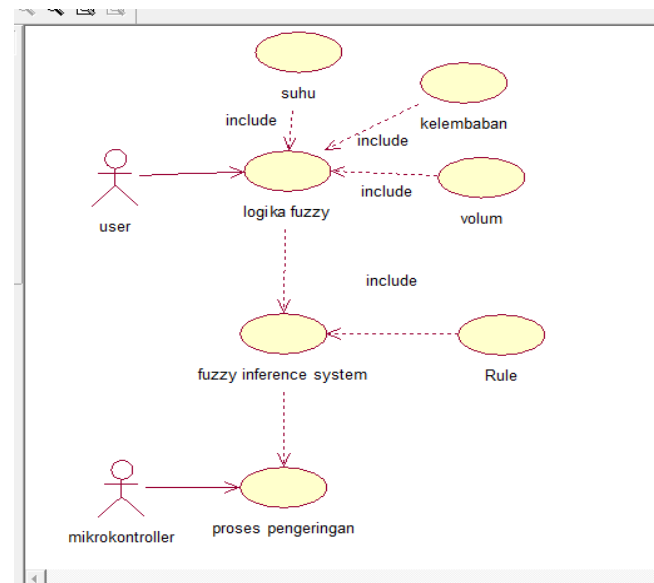 suhu
include
kelembaban
include
include
user
logika fuzzy
volum
include
fuzzy inference system
Rule
mikrokontroller
proses pengeringan